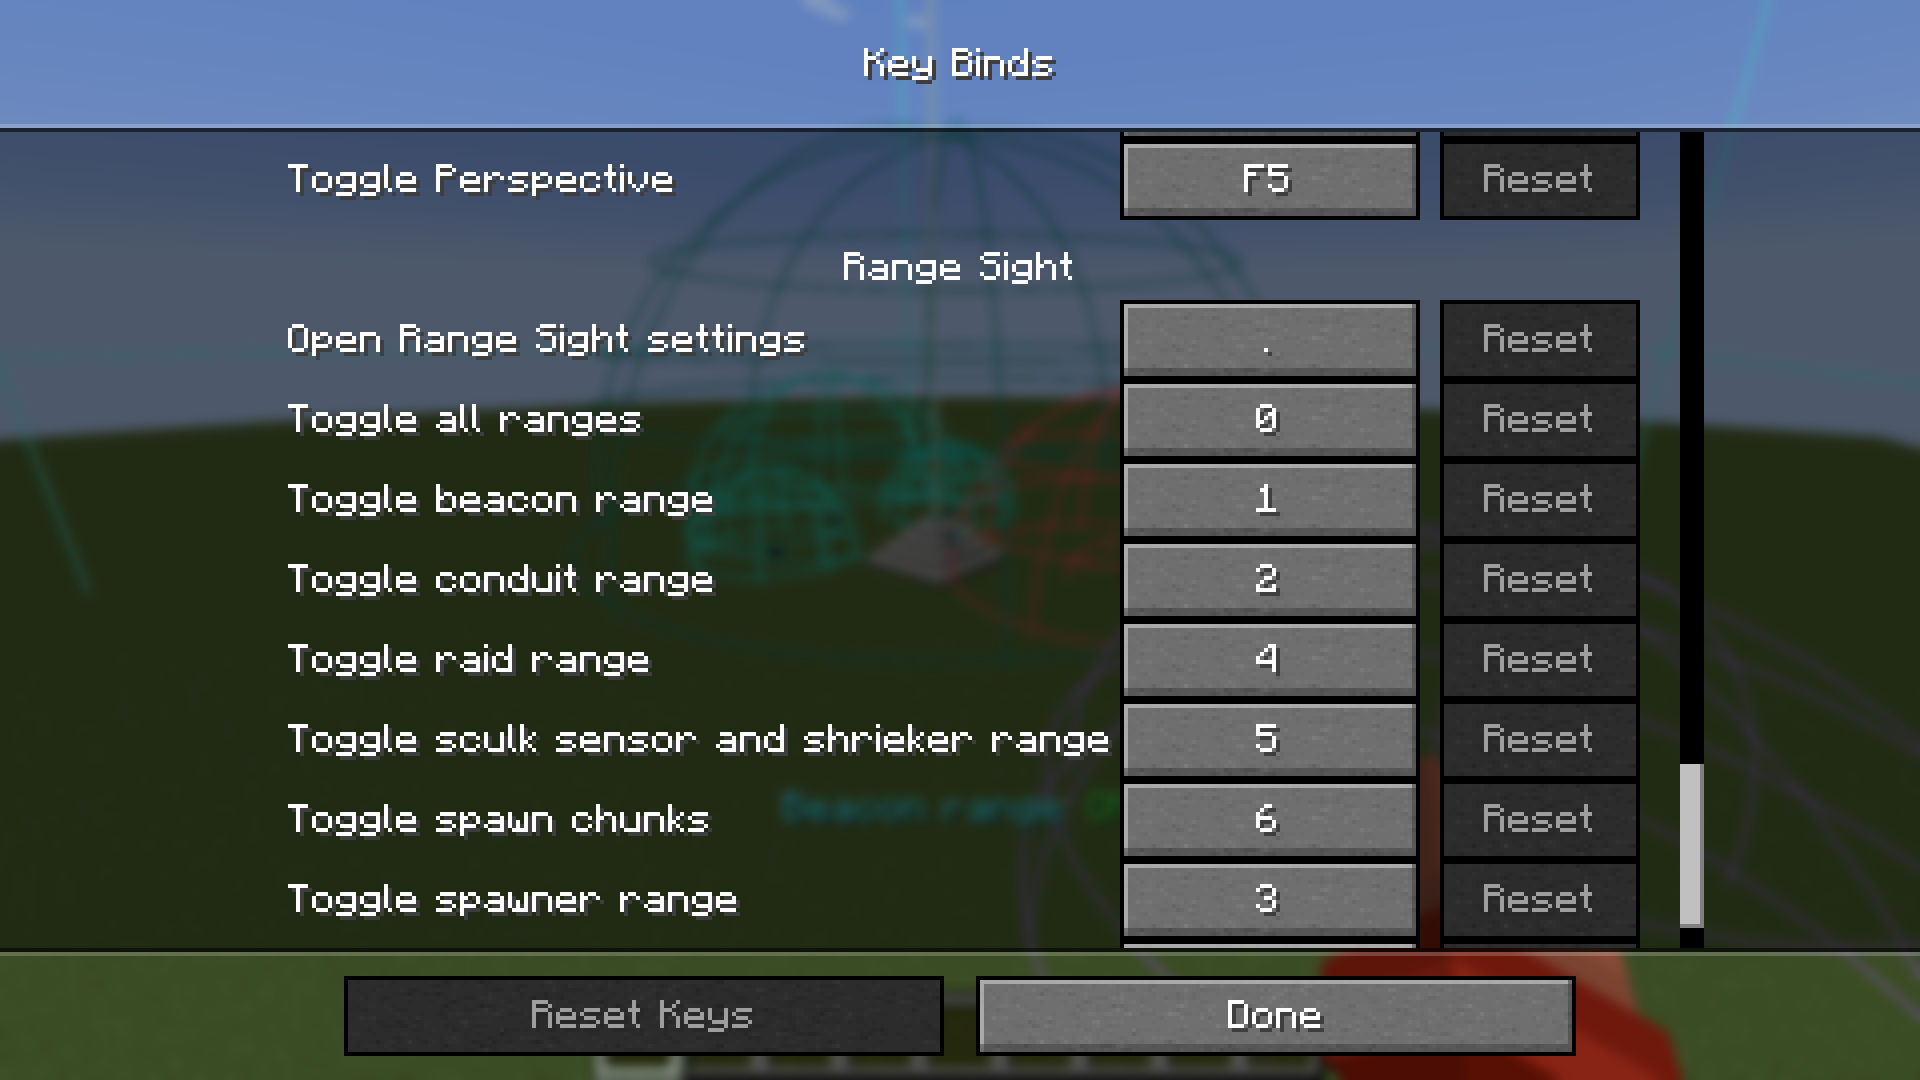 Key Binds
Toggle Perspective F5 Reset
Range Sight
Open Range Sight settings . Reset
Toggle all ranges 0 Reset
Toggle beacon range 1 Reset
Toggle conduit range 2 Reset
Toggle raid range 4 Reset
Toggle sculk sensor and shrieker range 5 Reset
Beacon range
Toggle spawn chunks 6 Reset
Toggle spawner range 3 Reset
Reset Keys Done